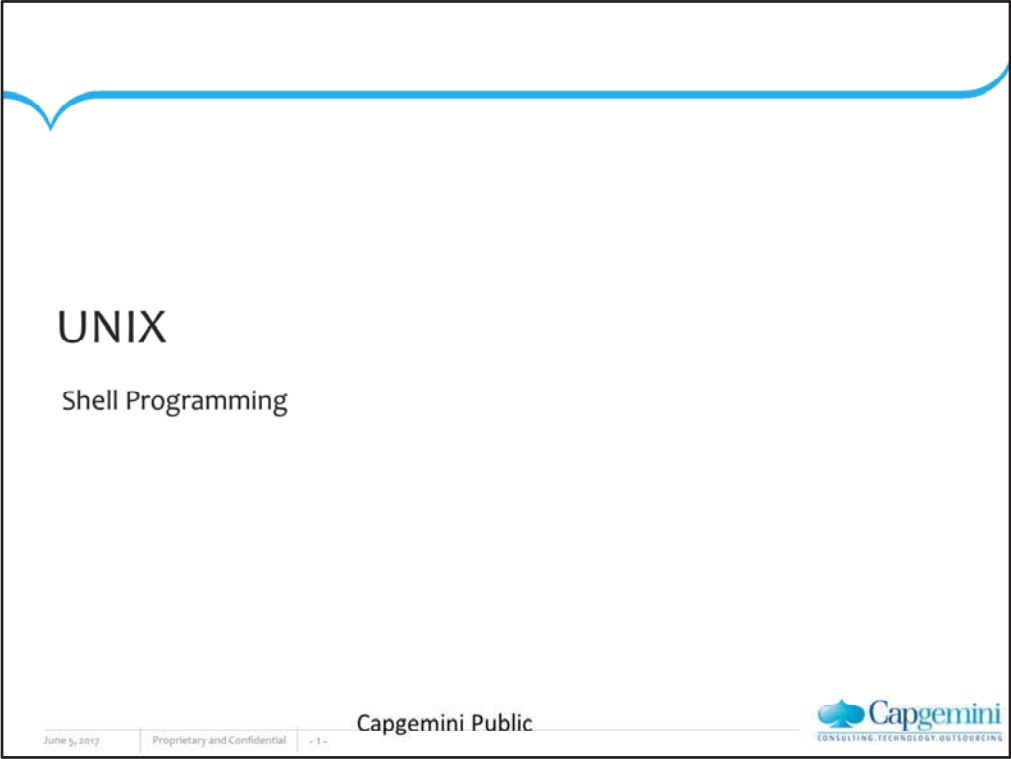 UNIX
Shell Programming
Capgemini Public
June 5, 2017
Proprietary and Confidential
- 1 -
Capgemini
CONSULTING.TECHNOLOGY.OUTSOURCING